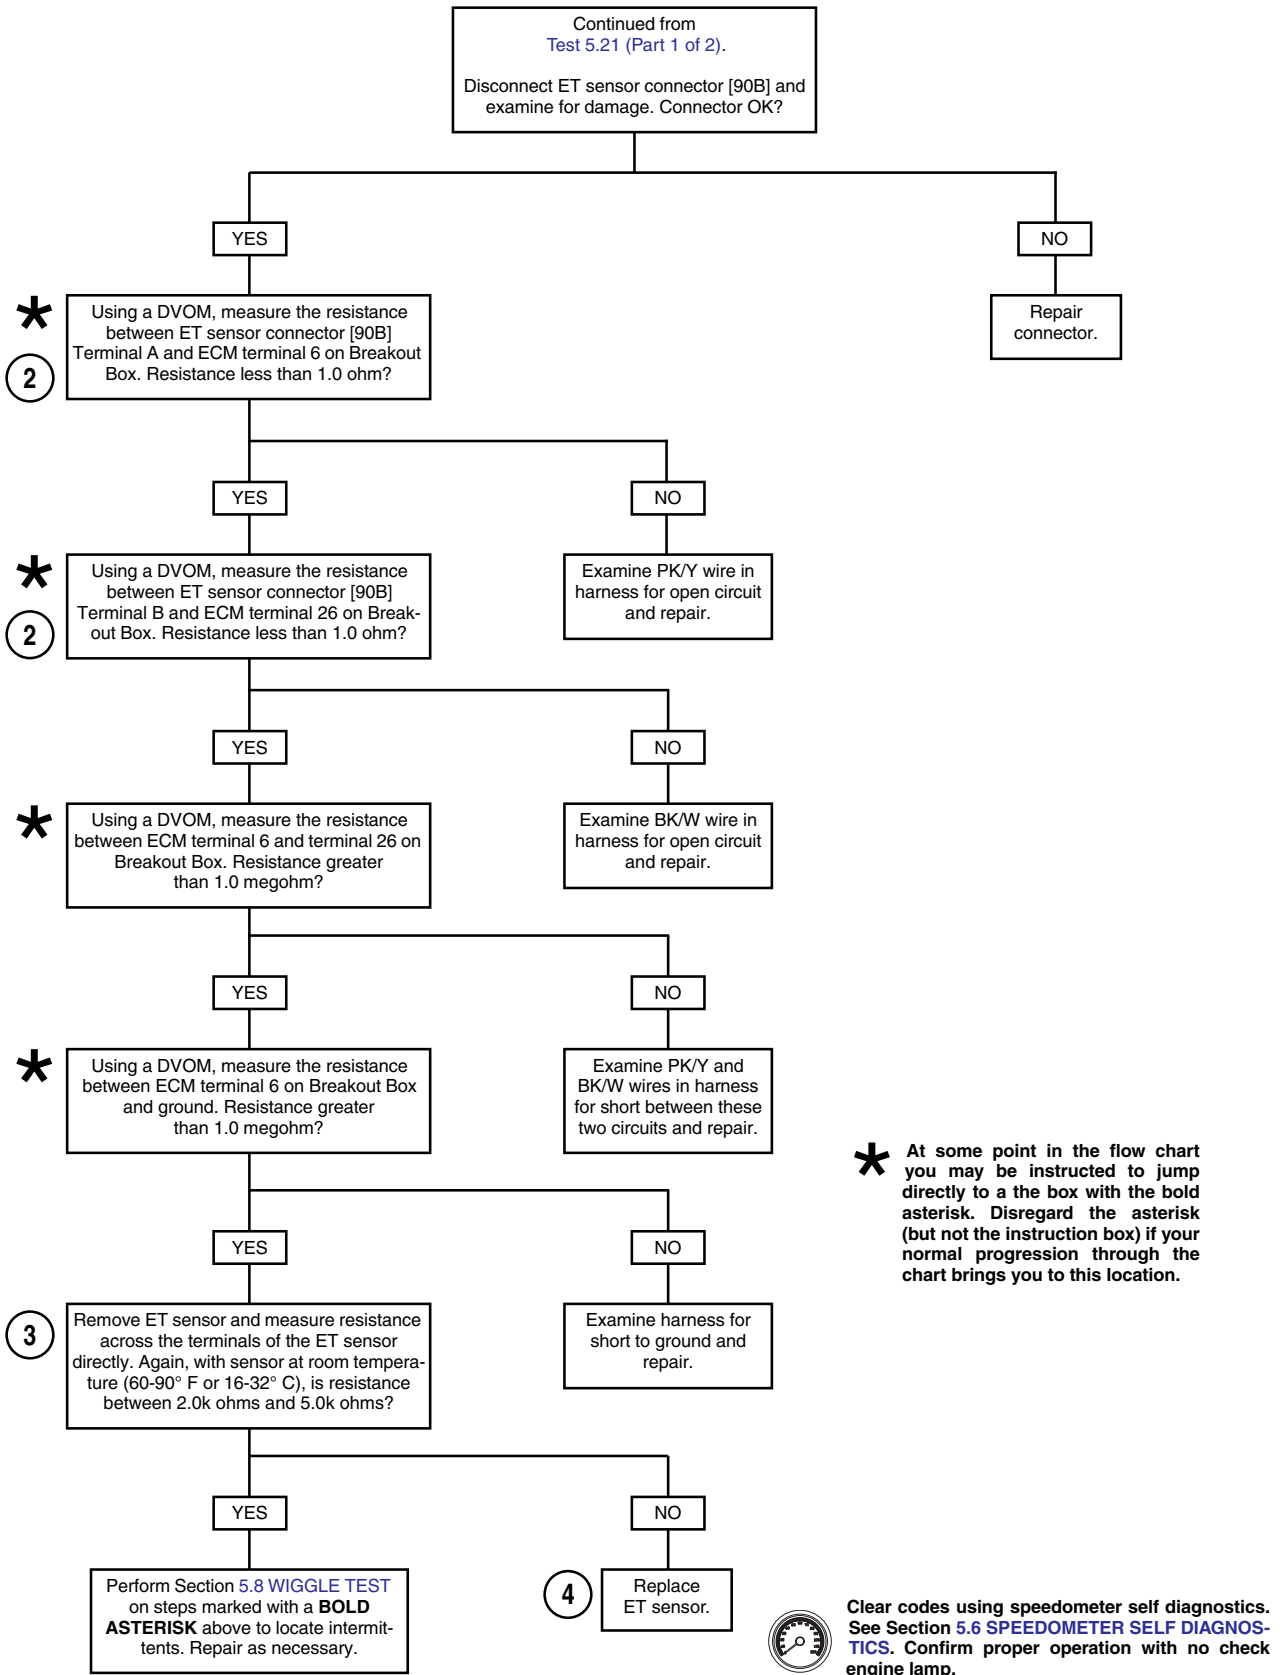 Continued from
Test 5.21 (Part 1 of 2).
Disconnect ET sensor connector [90B] and
examine for damage. Connector OK?
YES
NO
*
2
Using a DVOM, measure the resistance
between ET sensor connector [90B]
Terminal A and ECM terminal 6 on Breakout
Box. Resistance less than 1.0 ohm?
Repair
connector.
YES
NO
*
2
Using a DVOM, measure the resistance
between ET sensor connector [90B]
Terminal B and ECM terminal 26 on Break-
out Box. Resistance less than 1.0 ohm?
Examine PK/Y wire in
harness for open circuit
and repair.
YES
NO
*
Using a DVOM, measure the resistance
between ECM terminal 6 and terminal 26 on
Breakout Box. Resistance greater
than 1.0 megohm?
Examine BK/W wire in
harness for open circuit
and repair.
YES
NO
*
Using a DVOM, measure the resistance
between ECM terminal 6 on Breakout Box
and ground. Resistance greater
than 1.0 megohm?
Examine PK/Y and
BK/W wires in harness
for short between these
two circuits and repair.
* At some point in the flow chart
you may be instructed to jump
directly to a the box with the bold
asterisk. Disregard the asterisk
(but not the instruction box) if your
normal progression through the
chart brings you to this location.
YES
NO
3
Remove ET sensor and measure resistance
across the terminals of the ET sensor
directly. Again, with sensor at room tempera-
ture (60-90° F or 16-32° C), is resistance
between 2.0k ohms and 5.0k ohms?
Examine harness for
short to ground and
repair.
YES
NO
Perform Section 5.8 WIGGLE TEST
on steps marked with a BOLD
ASTERISK above to locate intermit-
tents. Repair as necessary.
4
Replace
ET sensor.
Clear codes using speedometer self diagnostics.
See Section 5.6 SPEEDOMETER SELF DIAGNOS-
TICS. Confirm proper operation with no check
engine lamp.